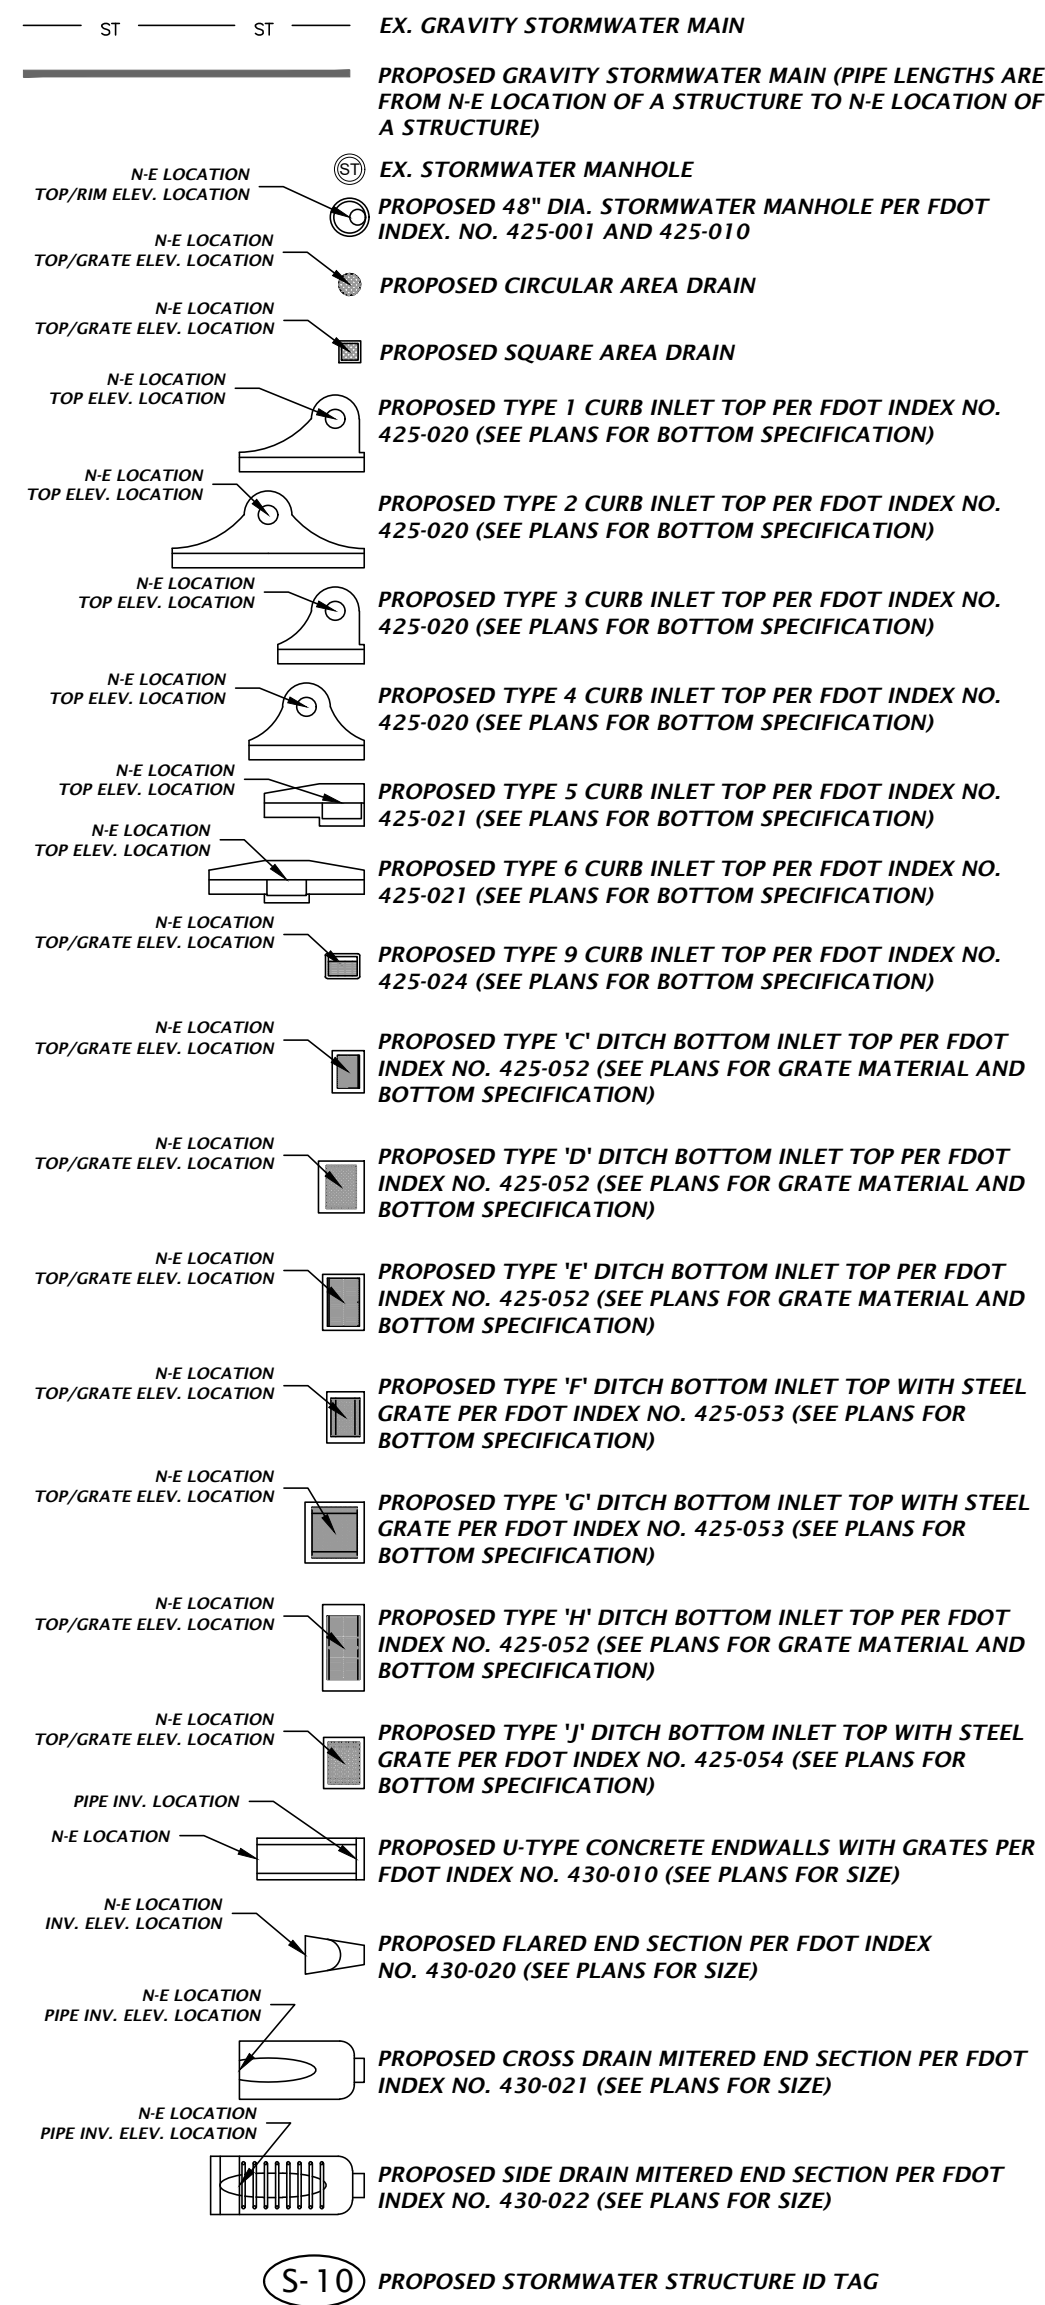 ST ST EX. GRAVITY STORMWATER MAIN
PROPOSED GRAVITY STORMWATER MAIN (PIPE LENGTHS ARE
FROM N-E LOCATION OF A STRUCTURE TO N-E LOCATION OF
A STRUCTURE)
ST EX. STORMWATER MANHOLE
N-E LOCATION
TOP/RIM ELEV. LOCATION
PROPOSED 48" DIA. STORMWATER MANHOLE PER FDOT
INDEX. NO. 425-001 AND 425-010
N-E LOCATION
TOP/GRATE ELEV. LOCATION
PROPOSED CIRCULAR AREA DRAIN
N-E LOCATION
TOP/GRATE ELEV. LOCATION
PROPOSED SQUARE AREA DRAIN
N-E LOCATION
TOP ELEV. LOCATION
PROPOSED TYPE 1 CURB INLET TOP PER FDOT INDEX NO.
425-020 (SEE PLANS FOR BOTTOM SPECIFICATION)
N-E LOCATION
TOP ELEV. LOCATION
PROPOSED TYPE 2 CURB INLET TOP PER FDOT INDEX NO.
425-020 (SEE PLANS FOR BOTTOM SPECIFICATION)
N-E LOCATION
TOP ELEV. LOCATION
PROPOSED TYPE 3 CURB INLET TOP PER FDOT INDEX NO.
425-020 (SEE PLANS FOR BOTTOM SPECIFICATION)
N-E LOCATION
TOP ELEV. LOCATION
PROPOSED TYPE 4 CURB INLET TOP PER FDOT INDEX NO.
425-020 (SEE PLANS FOR BOTTOM SPECIFICATION)
N-E LOCATION
TOP ELEV. LOCATION
PROPOSED TYPE 5 CURB INLET TOP PER FDOT INDEX NO.
425-021 (SEE PLANS FOR BOTTOM SPECIFICATION)
N-E LOCATION
TOP ELEV. LOCATION
PROPOSED TYPE 6 CURB INLET TOP PER FDOT INDEX NO.
425-021 (SEE PLANS FOR BOTTOM SPECIFICATION)
N-E LOCATION
TOP/GRATE ELEV. LOCATION
PROPOSED TYPE 9 CURB INLET TOP PER FDOT INDEX NO.
425-024 (SEE PLANS FOR BOTTOM SPECIFICATION)
N-E LOCATION
TOP/GRATE ELEV. LOCATION
PROPOSED TYPE 'C' DITCH BOTTOM INLET TOP PER FDOT
INDEX NO. 425-052 (SEE PLANS FOR GRATE MATERIAL AND
BOTTOM SPECIFICATION)
N-E LOCATION
TOP/GRATE ELEV. LOCATION
PROPOSED TYPE 'D' DITCH BOTTOM INLET TOP PER FDOT
INDEX NO. 425-052 (SEE PLANS FOR GRATE MATERIAL AND
BOTTOM SPECIFICATION)
N-E LOCATION
TOP/GRATE ELEV. LOCATION
PROPOSED TYPE 'E' DITCH BOTTOM INLET TOP PER FDOT
INDEX NO. 425-052 (SEE PLANS FOR GRATE MATERIAL AND
BOTTOM SPECIFICATION)
N-E LOCATION
TOP/GRATE ELEV. LOCATION
PROPOSED TYPE 'F' DITCH BOTTOM INLET TOP WITH STEEL
GRATE PER FDOT INDEX NO. 425-053 (SEE PLANS FOR
BOTTOM SPECIFICATION)
N-E LOCATION
TOP/GRATE ELEV. LOCATION
PROPOSED TYPE 'G' DITCH BOTTOM INLET TOP WITH STEEL
GRATE PER FDOT INDEX NO. 425-053 (SEE PLANS FOR
BOTTOM SPECIFICATION)
N-E LOCATION
TOP/GRATE ELEV. LOCATION
PROPOSED TYPE 'H' DITCH BOTTOM INLET TOP PER FDOT
INDEX NO. 425-052 (SEE PLANS FOR GRATE MATERIAL AND
BOTTOM SPECIFICATION)
N-E LOCATION
TOP/GRATE ELEV. LOCATION
PROPOSED TYPE 'J' DITCH BOTTOM INLET TOP WITH STEEL
GRATE PER FDOT INDEX NO. 425-054 (SEE PLANS FOR
BOTTOM SPECIFICATION)
PIPE INV. LOCATION
N-E LOCATION
PROPOSED U-TYPE CONCRETE ENDWALLS WITH GRATES PER
FDOT INDEX NO. 430-010 (SEE PLANS FOR SIZE)
N-E LOCATION
INV. ELEV. LOCATION
PROPOSED FLARED END SECTION PER FDOT INDEX
NO. 430-020 (SEE PLANS FOR SIZE)
N-E LOCATION
PIPE INV. ELEV. LOCATION
PROPOSED CROSS DRAIN MITERED END SECTION PER FDOT
INDEX NO. 430-021 (SEE PLANS FOR SIZE)
N-E LOCATION
PIPE INV. ELEV. LOCATION
PROPOSED SIDE DRAIN MITERED END SECTION PER FDOT
INDEX NO. 430-022 (SEE PLANS FOR SIZE)
S-10 PROPOSED STORMWATER STRUCTURE ID TAG